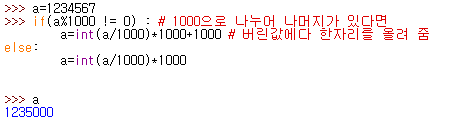 >>> a=1234567
>>> if(a%1000 != 0) : # 1000으로 나누어 나머지가 있다면
        a=int(a/1000)*1000+1000 # 버린값에다 한자리를 올려 줌
else:
        a=int(a/1000)*1000
>>> a
1235000